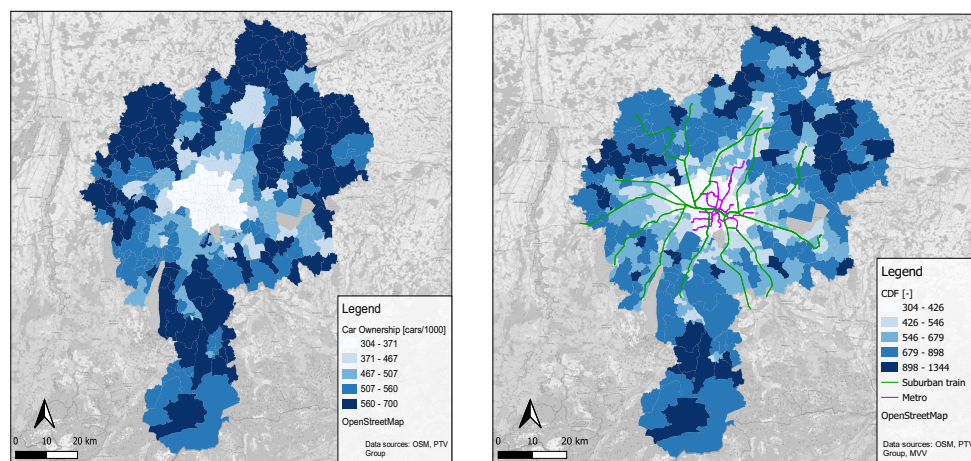 Legend
Car Ownership [cars/1000]
304 - 371
371 - 467
467 - 507
507 - 560
560 - 700
OpenStreetMap
Data sources: OSM, PTV
Group
0 10 20 km
Legend
CDF [-]
304 - 426
426 - 546
546 - 679
679 - 898
898 - 1344
Suburban train
Metro
OpenStreetMap
Data sources: OSM, PTV
Group, MVV
0 10 20 km